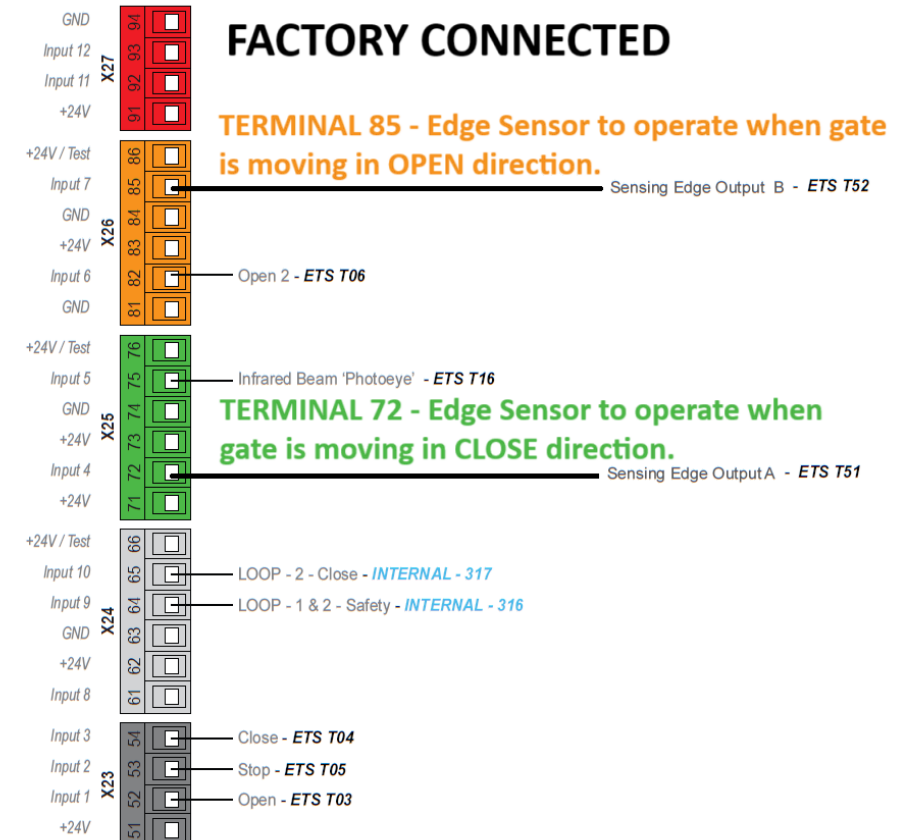 FACTORY CONNECTED
X27
GND 94
Input 12 93
Input 11 92
+24V 91
TERMINAL 85 - Edge Sensor to operate when gate
is moving in OPEN direction.
X26
+24V / Test 86
Input 7 85 Sensing Edge Output B - ETS T52
GND 84
+24V 83
Input 6 82 Open 2 - ETS T06
GND 81
X25
+24V / Test 76
Input 5 75 Infrared Beam ‘Photoeye’ - ETS T16
GND 74
TERMINAL 72 - Edge Sensor to operate when
gate is moving in CLOSE direction.
+24V 73
Input 4 72 Sensing Edge Output A - ETS T51
+24V 71
X24
+24V / Test 66
Input 10 65 LOOP - 2 - Close - INTERNAL - 317
Input 9 64 LOOP - 1 & 2 - Safety - INTERNAL - 316
GND 63
+24V 62
Input 8 61
X23
Input 3 54 Close - ETS T04
Input 2 53 Stop - ETS T05
Input 1 52 Open - ETS T03
+24V 51